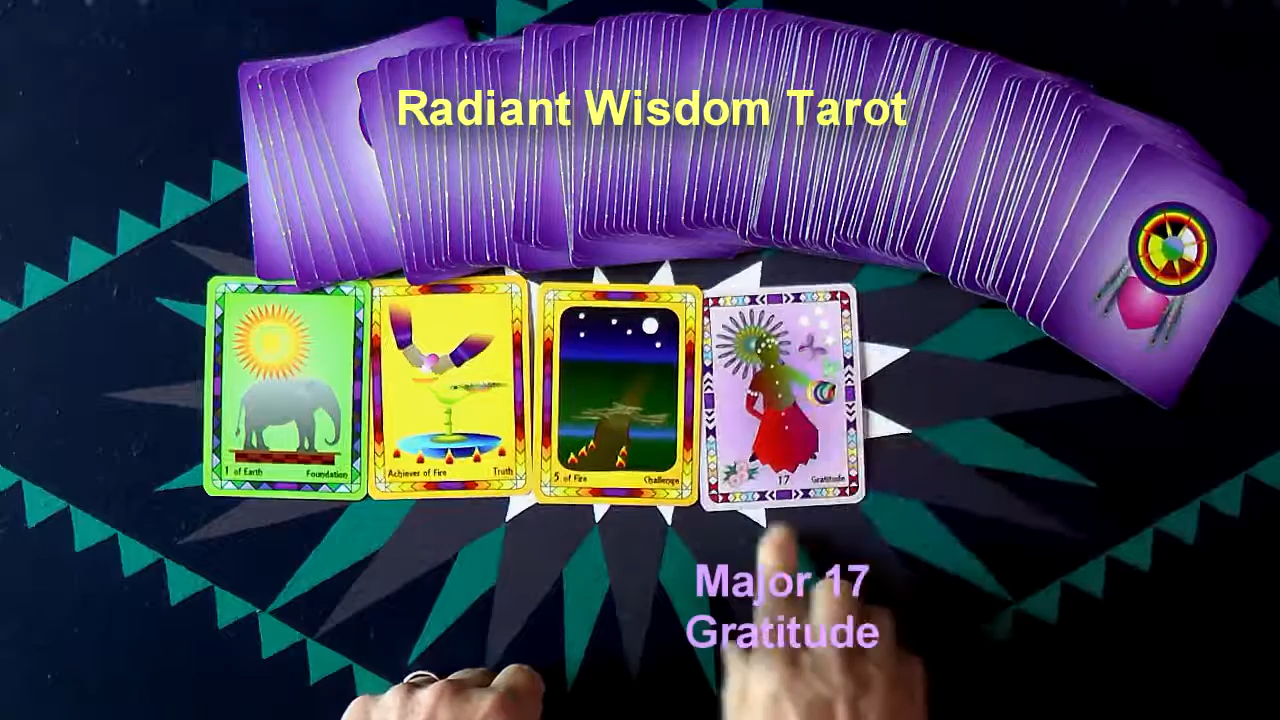 Radiant Wisdom Tarot
1 of Earth Foundation
Achiever of Fire Truth
5 of Fire Challenge
17 Gratitude
Major 17
Gratitude